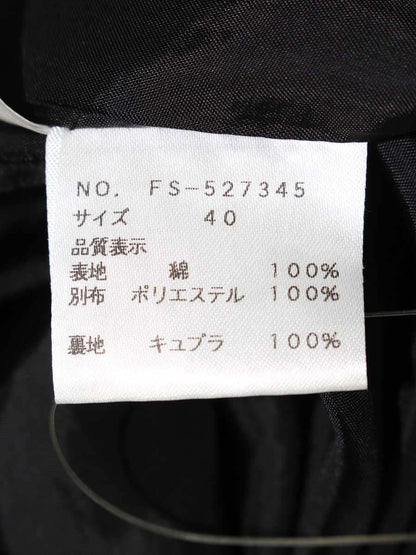 NO. FS-527345
サイズ 40
品質表示
表地 綿 100%
別布 ポリエステル 100%
裏地 キュプラ 100%